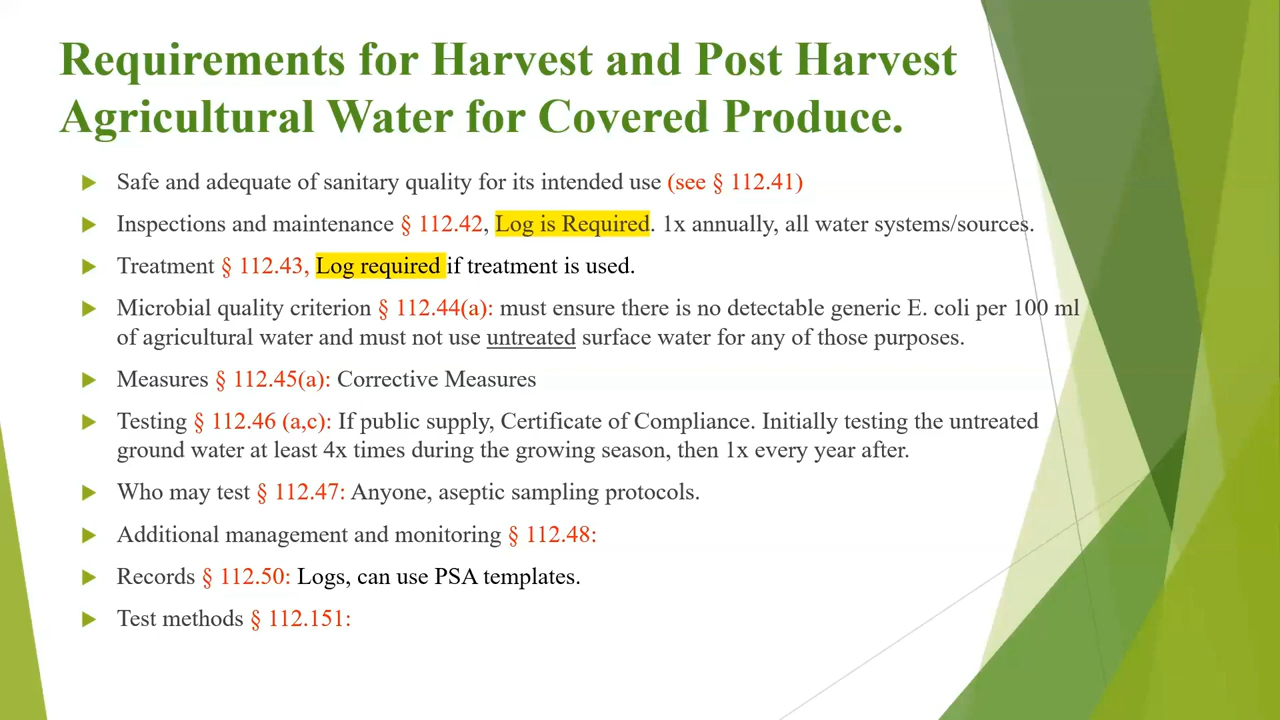 Requirements for Harvest and Post Harvest
Agricultural Water for Covered Produce.
Safe and adequate of sanitary quality for its intended use (see § 112.41)
Inspections and maintenance § 112.42, Log is Required. 1x annually, all water systems/sources.
Treatment § 112.43, Log required if treatment is used.
Microbial quality criterion § 112.44(a): must ensure there is no detectable generic E. coli per 100 ml
of agricultural water and must not use untreated surface water for any of those purposes.
Measures § 112.45(a): Corrective Measures
Testing § 112.46 (a,c): If public supply, Certificate of Compliance. Initially testing the untreated
ground water at least 4x times during the growing season, then 1x every year after.
Who may test § 112.47: Anyone, aseptic sampling protocols.
Additional management and monitoring § 112.48:
Records § 112.50: Logs, can use PSA templates.
Test methods § 112.151: